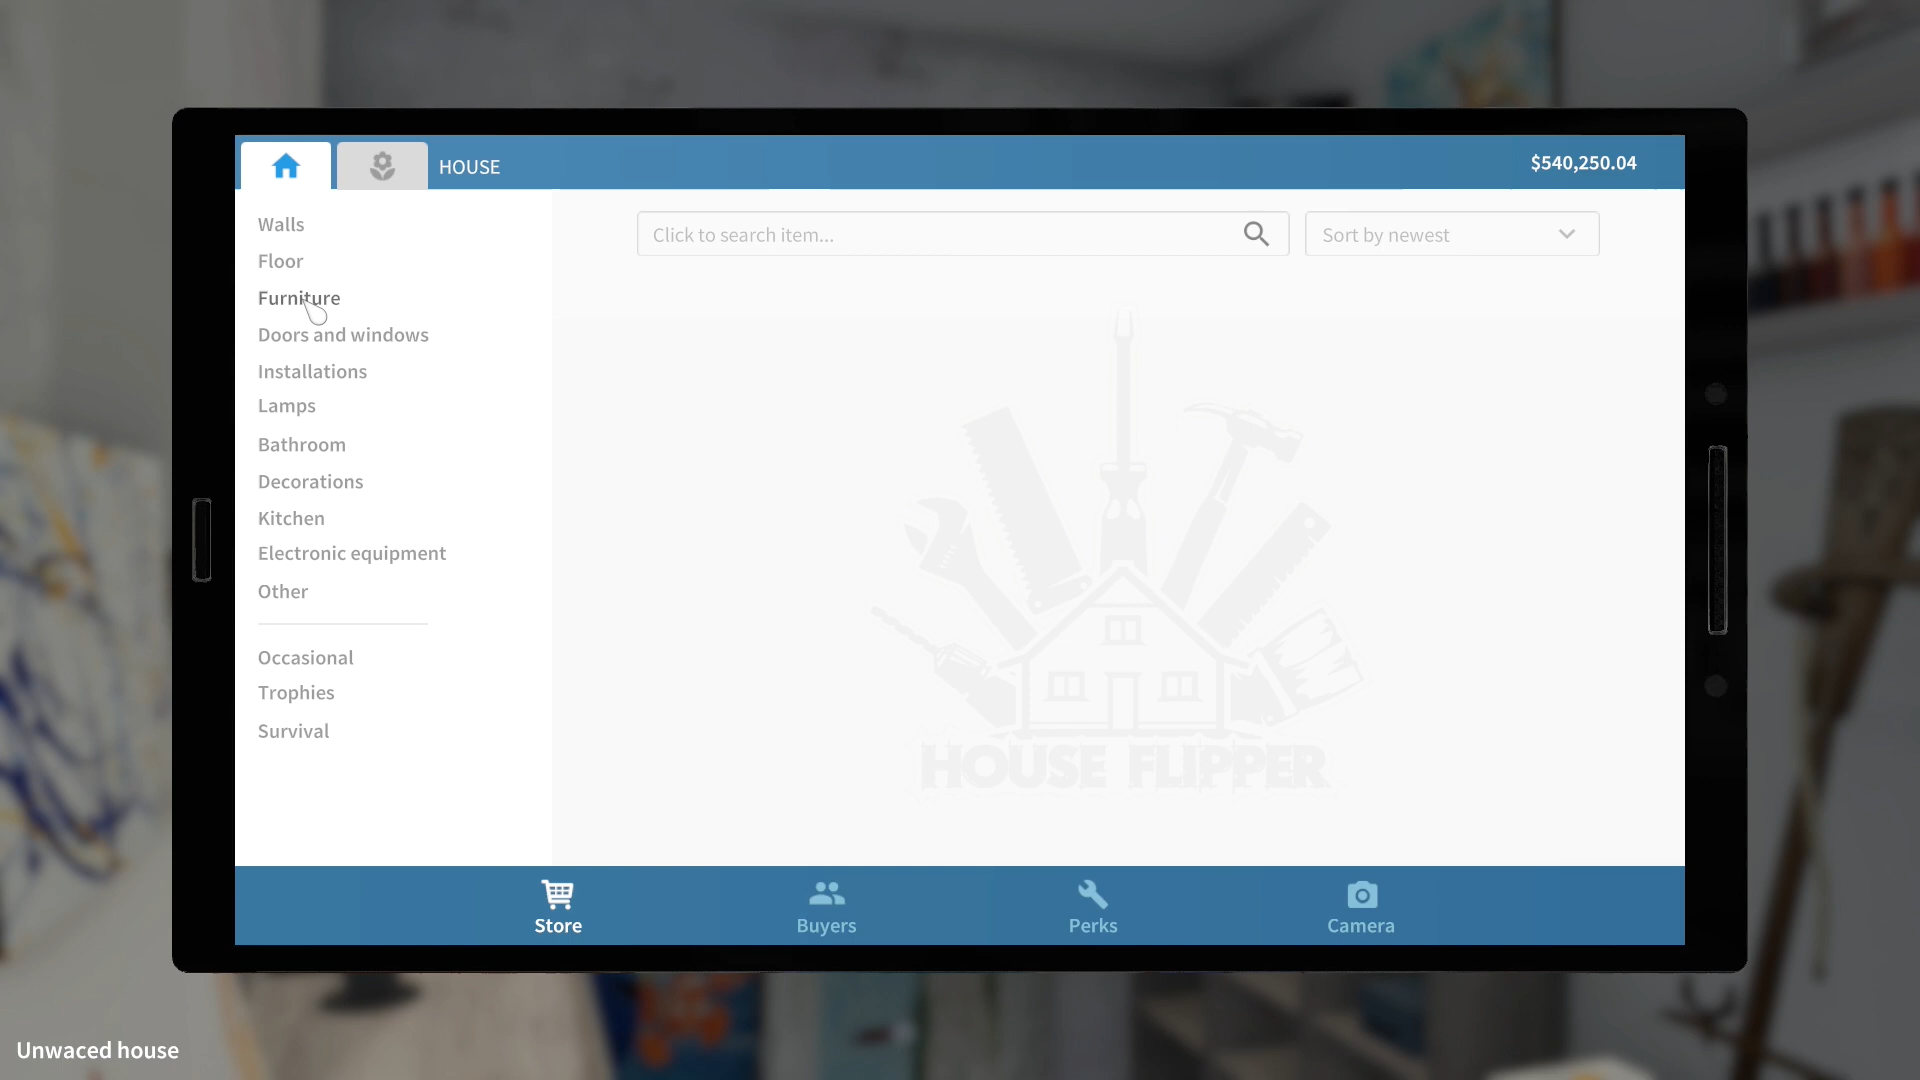 HOUSE
$540,250.04
Walls
Floor
Furniture
Doors and windows
Installations
Lamps
Bathroom
Decorations
Kitchen
Electronic equipment
Other
Occasional
Trophies
Survival
Click to search item...
Sort by newest
HOUSE FLIPPER
Store
Buyers
Perks
Camera
Unwaced house